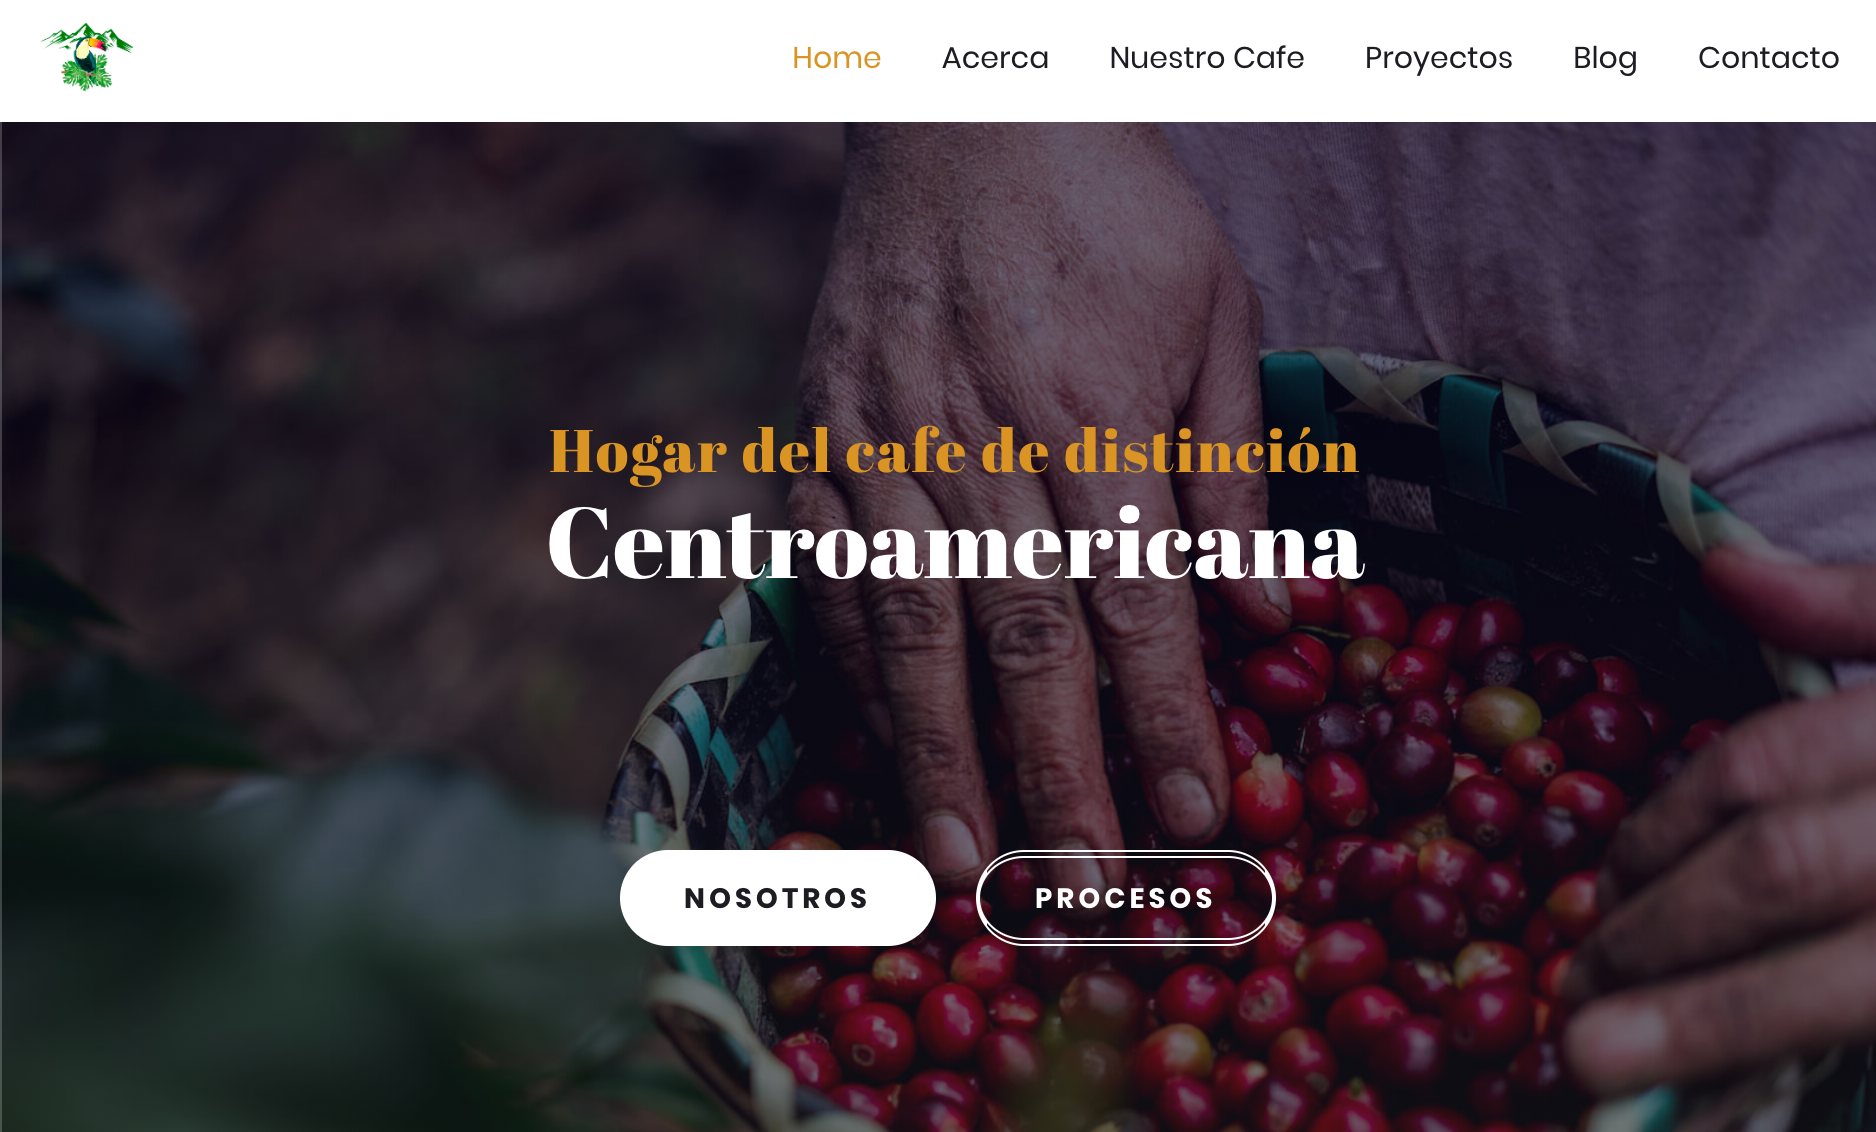 Home Acerca Nuestro Cafe Proyectos Blog Contacto
Hogar del cafe de distinción
Centroamericana
NOSOTROS PROCESOS